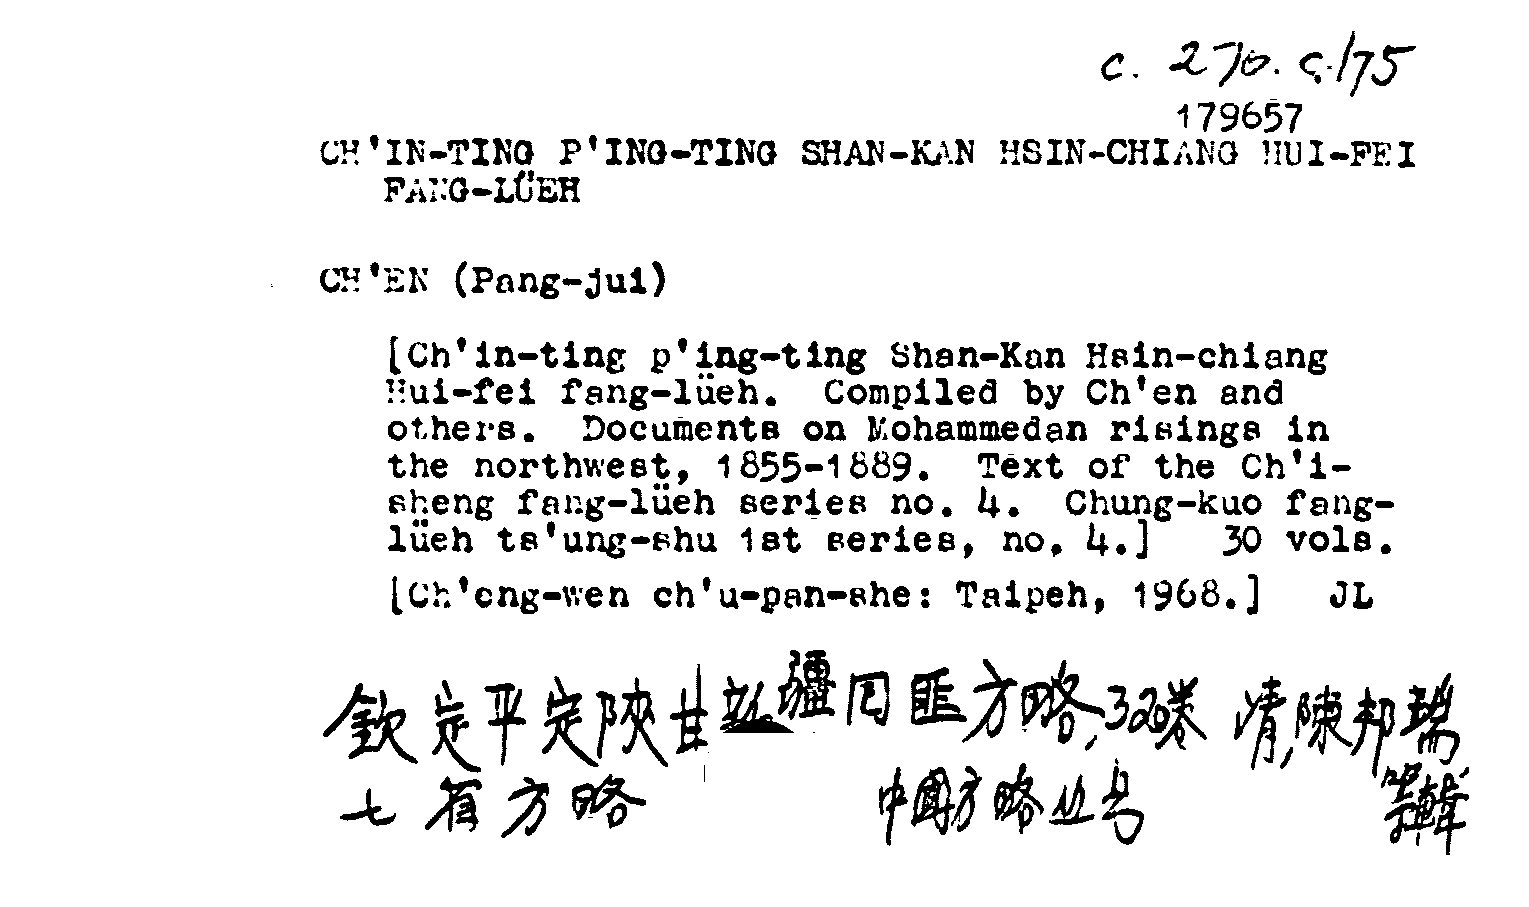 c. 270. c.175
179657
CH'IN-TING P'ING-TING SHAN-KAN HSIN-CHIANG HUI-FEI
FANG-LÜEH
CH'EN (Pang-jui)
[Ch'in-ting p'ing-ting Shan-Kan Hsin-chiang
Hui-fei fang-lüeh. Compiled by Ch'en and
others. Documents on Mohammedan risings in
the northwest, 1855-1889. Text of the Ch'i-
sheng fang-lüeh series no. 4. Chung-kuo fang-
lüeh ts'ung-shu 1st series, no. 4.] 30 vols.
[Ch'eng-wen ch'u-pan-she: Taipeh, 1968.] JL
欽定平定陝甘新疆回匪方略, 320卷 清, 陳邦瑞
七省方略 中國方略丛书 等輯